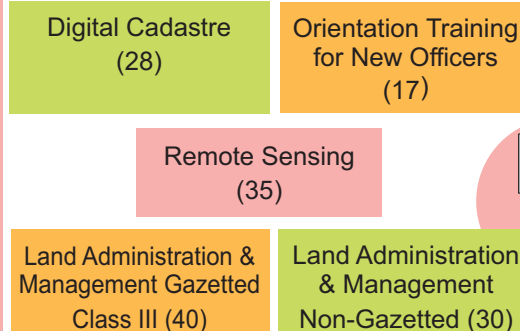 Digital Cadastre
(28)
Orientation Training
for New Officers
(17)
Remote Sensing
(35)
Land Administration &
Management Gazetted
Class III (40)
Land Administration
& Management
Non-Gazetted (30)